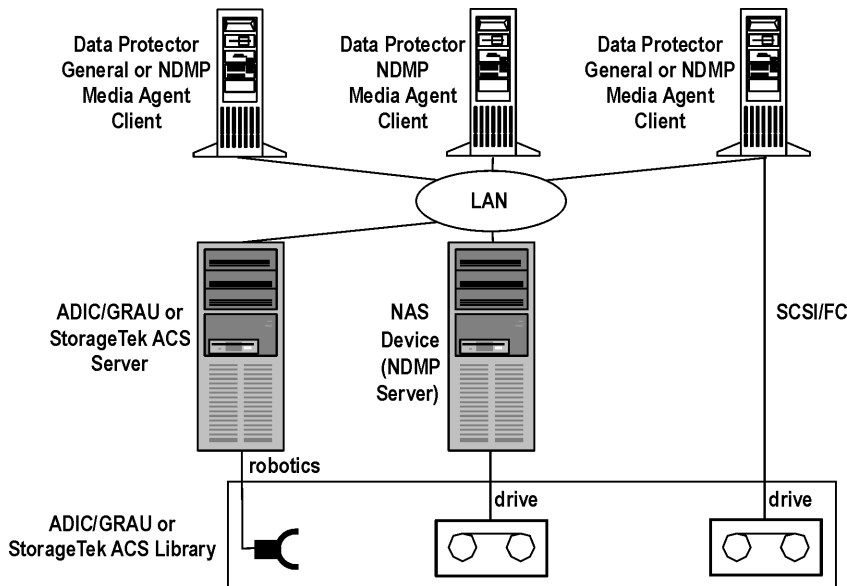 Data Protector
General or NDMP
Media Agent
Client
Data Protector
NDMP
Media Agent
Client
Data Protector
General or NDMP
Media Agent
Client
LAN
ADIC/GRAU or
StorageTek ACS
Server
NAS
Device
(NDMP
Server)
SCSI/FC
robotics
drive
drive
ADIC/GRAU or
StorageTek ACS Library